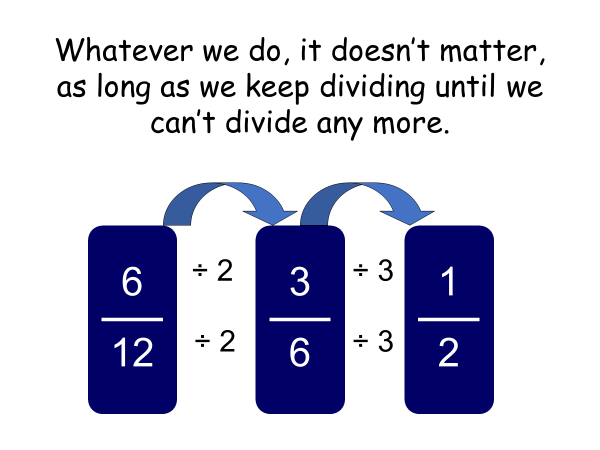 Whatever we do, it doesn’t matter,
as long as we keep dividing until we
can’t divide any more.
6 ÷ 2 3 ÷ 3 1
12 ÷ 2 6 ÷ 3 2